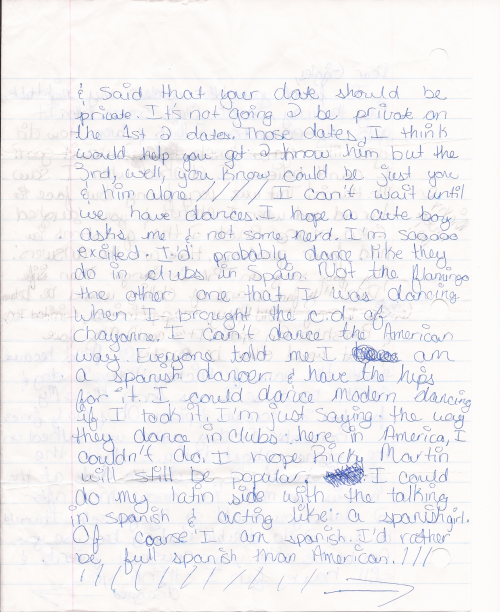 & said that your date should be
private. It's not going 2 be private on
the 1st 2 dates. Those dates, I think
would help you get 2 know him but the
3rd, well, you know could be just you
& him alone///// I can't wait until
we have dances. I hope a cute boy
asks me & not some nerd. I'm sooooo
excited. I'd probably dance like they
do in clubs in Spain. Not the flamingo
the other one that I was dancing
when I brought the c.d. of
Chayanne. I can't dance the American
way. Everyone told me I am
a spanish dancer & have the hips
for it. I could dance modern dancing
if I took it. I'm just saying the way
they dance in clubs here in America, I
couldn't do. I hope Ricky Martin
will still be popular. I could
do my latin side with the talking
in spanish & acting like a spanish girl.
Of coarse I am spanish. I'd rather
be full spanish than American.///
/////////